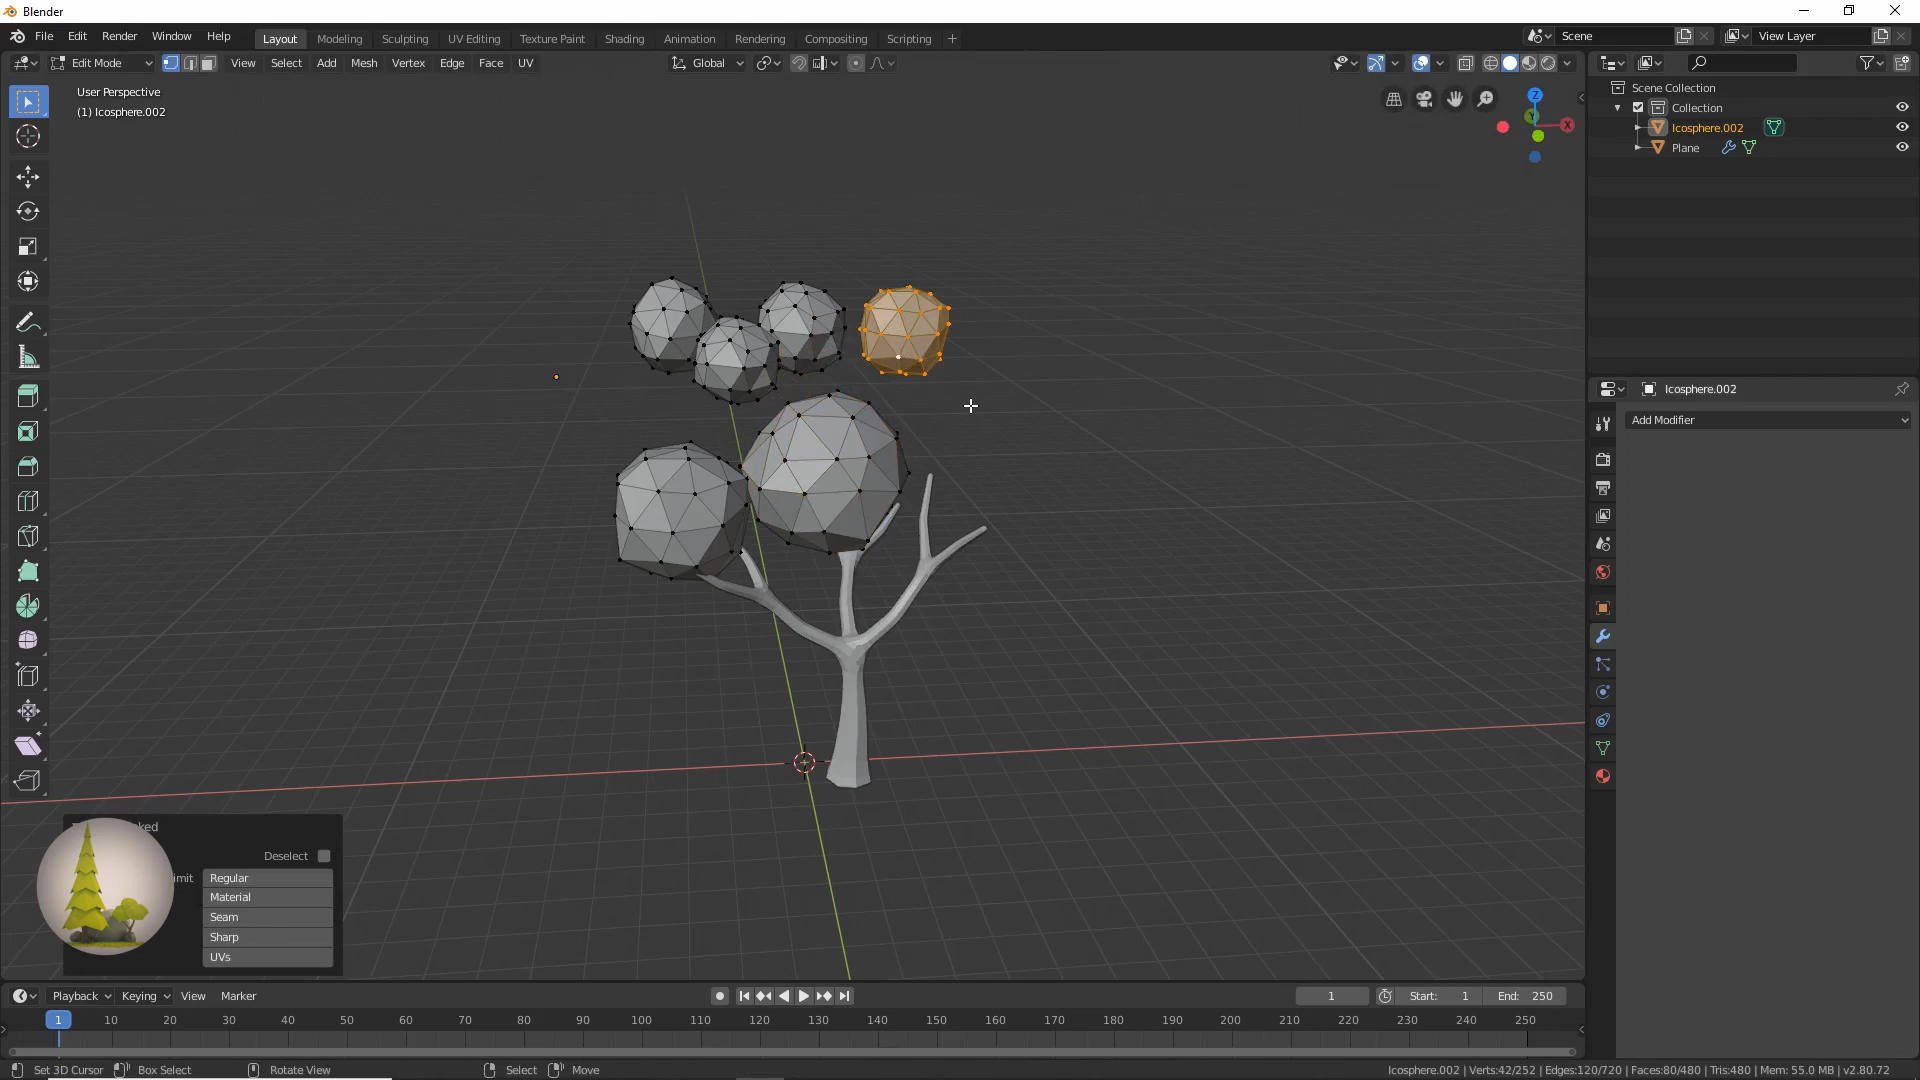 Blender
File Edit Render Window Help
Layout Modeling Sculpting UV Editing Texture Paint Shading Animation Rendering Compositing Scripting +
Scene
View Layer
Edit Mode
View Select Add Mesh Vertex Edge Face UV
Global
User Perspective
(1) Icosphere.002
Z
Y
X
Scene Collection
Collection
Icosphere.002
Plane
Icosphere.002
Add Modifier
Deselect
Regular
Material
Seam
Sharp
UVs
Playback Keying View Marker
1
Start: 1
End: 250
1 10 20 30 40 50 60 70 80 90 100 110 120 130 140 150 160 170 180 190 200 210 220 230 240 250
Set 3D Cursor Box Select Rotate View Select Move
Icosphere.002 | Verts:42/252 | Edges:120/720 | Faces:80/480 | Tris:480 | Mem: 55.0 MB | v2.80.72